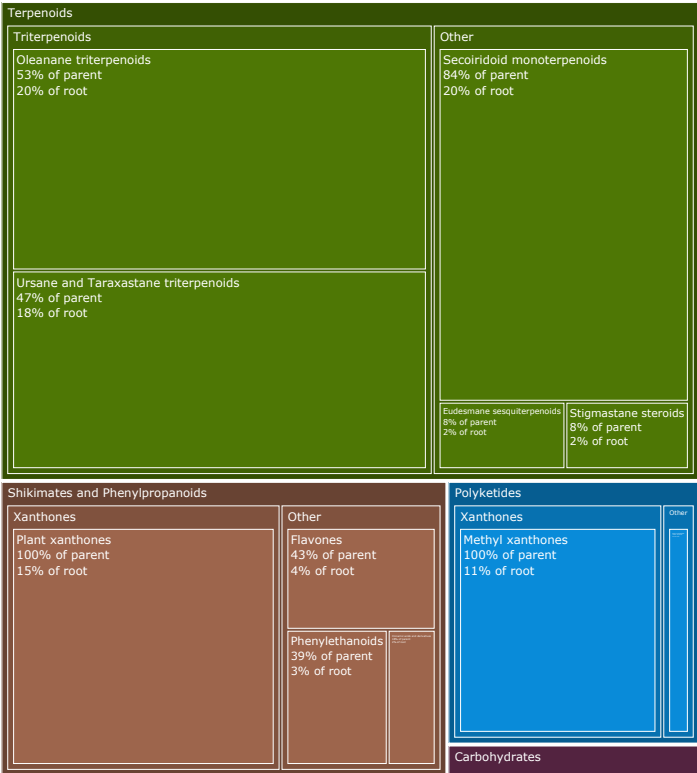 Terpenoids
Triterpenoids
Oleanane triterpenoids
53% of parent
20% of root
Ursane and Taraxastane triterpenoids
47% of parent
18% of root
Other
Secoiridoid monoterpenoids
84% of parent
20% of root
Eudesmane sesquiterpenoids
8% of parent
2% of root
Stigmastane steroids
8% of parent
2% of root
Shikimates and Phenylpropanoids
Xanthones
Plant xanthones
100% of parent
15% of root
Other
Flavones
43% of parent
4% of root
Phenylethanoids
39% of parent
3% of root
Polyketides
Xanthones
Methyl xanthones
100% of parent
11% of root
Other
Carbohydrates